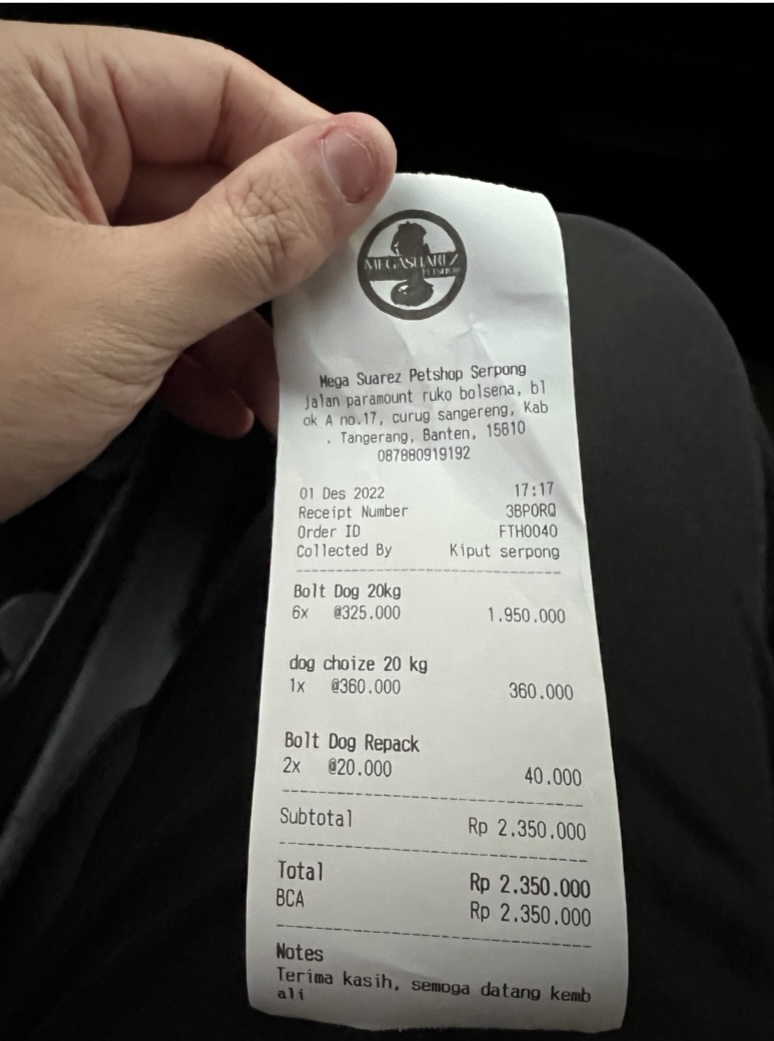 MEGASUAREZ
PETSHOP
Mega Suarez Petshop Serpong
jalan paramount ruko bolsena, bl
ok A no.17, curug sangereng, Kab
. Tangerang, Banten, 15810
087880919192
01 Des 2022 17:17
Receipt Number 3BPORQ
Order ID FTH0040
Collected By Kiput serpong
Bolt Dog 20kg
6x @325.000 1.950.000
dog choize 20 kg
1x @360.000 360.000
Bolt Dog Repack
2x @20.000 40.000
Subtotal Rp 2.350.000
Total Rp 2.350.000
BCA Rp 2.350.000
Notes
Terima kasih, semoga datang kemb
ali